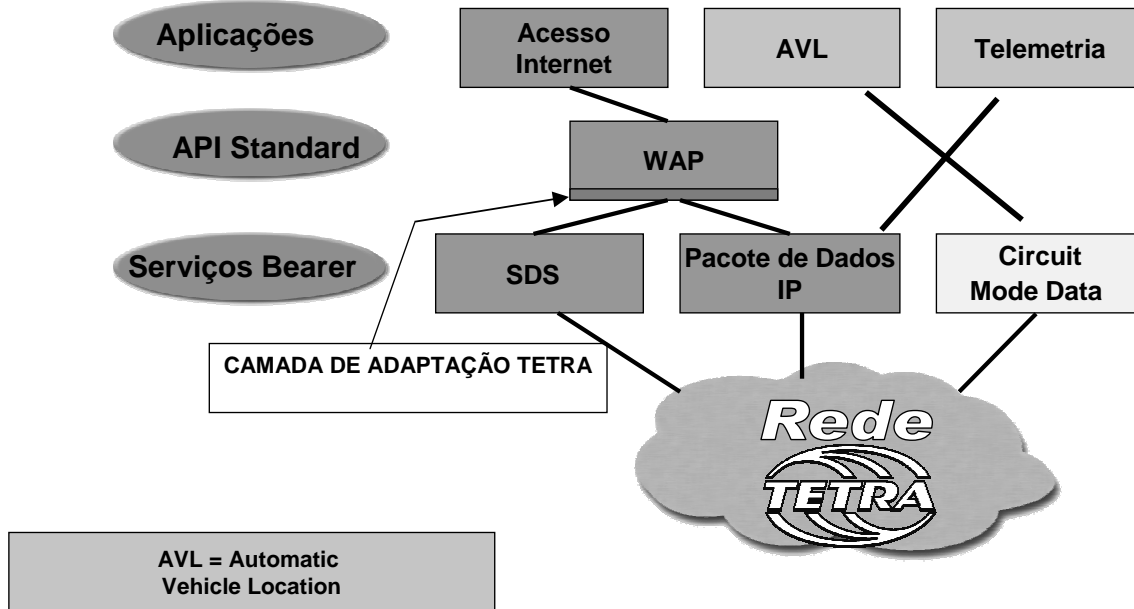 Aplicações
Acesso
Internet
AVL
Telemetria
API Standard
WAP
Serviços Bearer
SDS
Pacote de Dados
IP
Circuit
Mode Data
CAMADA DE ADAPTAÇÃO TETRA
Rede
TETRA
AVL = Automatic
Vehicle Location